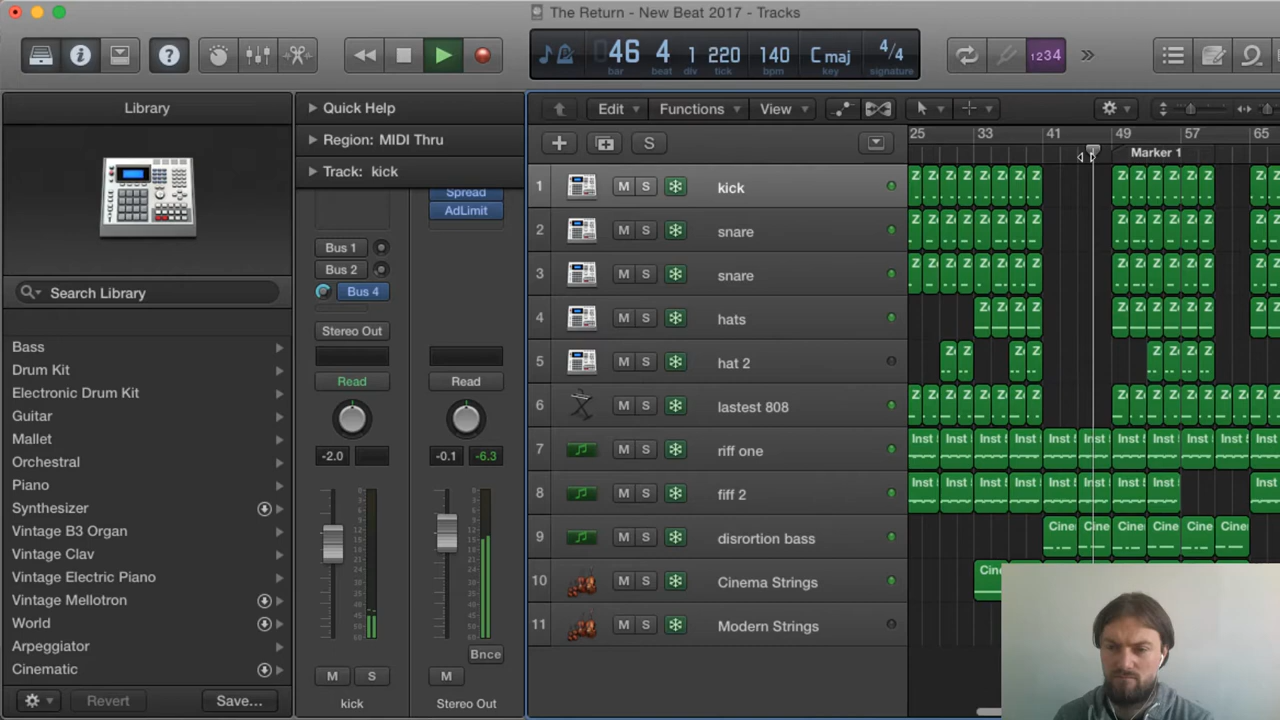 The Return - New Beat 2017 - Tracks
46 4 1 220 140 C maj 4/4
bar beat div tick bpm key signature
1234
Library
Search Library
Bass
Drum Kit
Electronic Drum Kit
Guitar
Mallet
Orchestral
Piano
Synthesizer
Vintage B3 Organ
Vintage Clav
Vintage Electric Piano
Vintage Mellotron
World
Arpeggiator
Cinematic
Revert Save...
Quick Help
Region: MIDI Thru
Track: kick
Spread
AdLimit
Bus 1
Bus 2
Bus 4
Stereo Out
Read Read
-2.0 -0.1 -6.3
Bnce
M S M
kick Stereo Out
Edit Functions View
S
25 33 41 49 57 65
Marker 1
1 M S kick
2 M S snare
3 M S snare
4 M S hats
5 M S hat 2
6 M S lastest 808
7 M S riff one
8 M S fiff 2
9 M S disrortion bass
10 M S Cinema Strings
11 M S Modern Strings